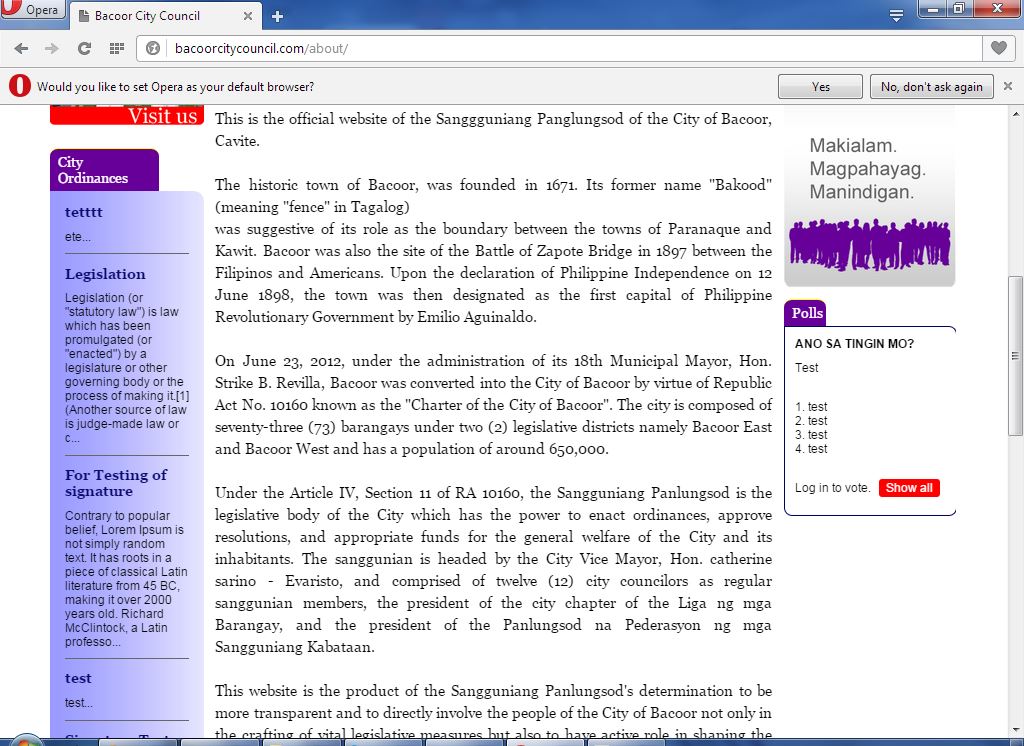 Opera
Bacoor City Council
bacoorcitycouncil.com/about/
Would you like to set Opera as your default browser?
Yes
No, don't ask again
Visit us
City
Ordinances
tetttt
ete...
Legislation
Legislation (or
"statutory law") is law
which has been
promulgated (or
"enacted") by a
legislature or other
governing body or the
process of making it.[1]
(Another source of law
is judge-made law or
c...
For Testing of
signature
Contrary to popular
belief, Lorem Ipsum is
not simply random
text. It has roots in a
piece of classical Latin
literature from 45 BC,
making it over 2000
years old. Richard
McClintock, a Latin
professo...
test
test...
This is the official website of the Sanggguniang Panglungsod of the City of Bacoor,
Cavite.
The historic town of Bacoor, was founded in 1671. Its former name "Bakood"
(meaning "fence" in Tagalog)
was suggestive of its role as the boundary between the towns of Paranaque and
Kawit. Bacoor was also the site of the Battle of Zapote Bridge in 1897 between the
Filipinos and Americans. Upon the declaration of Philippine Independence on 12
June 1898, the town was then designated as the first capital of Philippine
Revolutionary Government by Emilio Aguinaldo.
On June 23, 2012, under the administration of its 18th Municipal Mayor, Hon.
Strike B. Revilla, Bacoor was converted into the City of Bacoor by virtue of Republic
Act No. 10160 known as the "Charter of the City of Bacoor". The city is composed of
seventy-three (73) barangays under two (2) legislative districts namely Bacoor East
and Bacoor West and has a population of around 650,000.
Under the Article IV, Section 11 of RA 10160, the Sangguniang Panlungsod is the
legislative body of the City which has the power to enact ordinances, approve
resolutions, and appropriate funds for the general welfare of the City and its
inhabitants. The sanggunian is headed by the City Vice Mayor, Hon. catherine
sarino - Evaristo, and comprised of twelve (12) city councilors as regular
sanggunian members, the president of the city chapter of the Liga ng mga
Barangay, and the president of the Panlungsod na Pederasyon ng mga
Sangguniang Kabataan.
This website is the product of the Sangguniang Panlungsod's determination to be
more transparent and to directly involve the people of the City of Bacoor not only in
the crafting of vital legislative measures but also to have active role in sharing the
Makialam.
Magpahayag.
Manindigan.
Polls
ANO SA TINGIN MO?
Test
1. test
2. test
3. test
4. test
Log in to vote. Show all